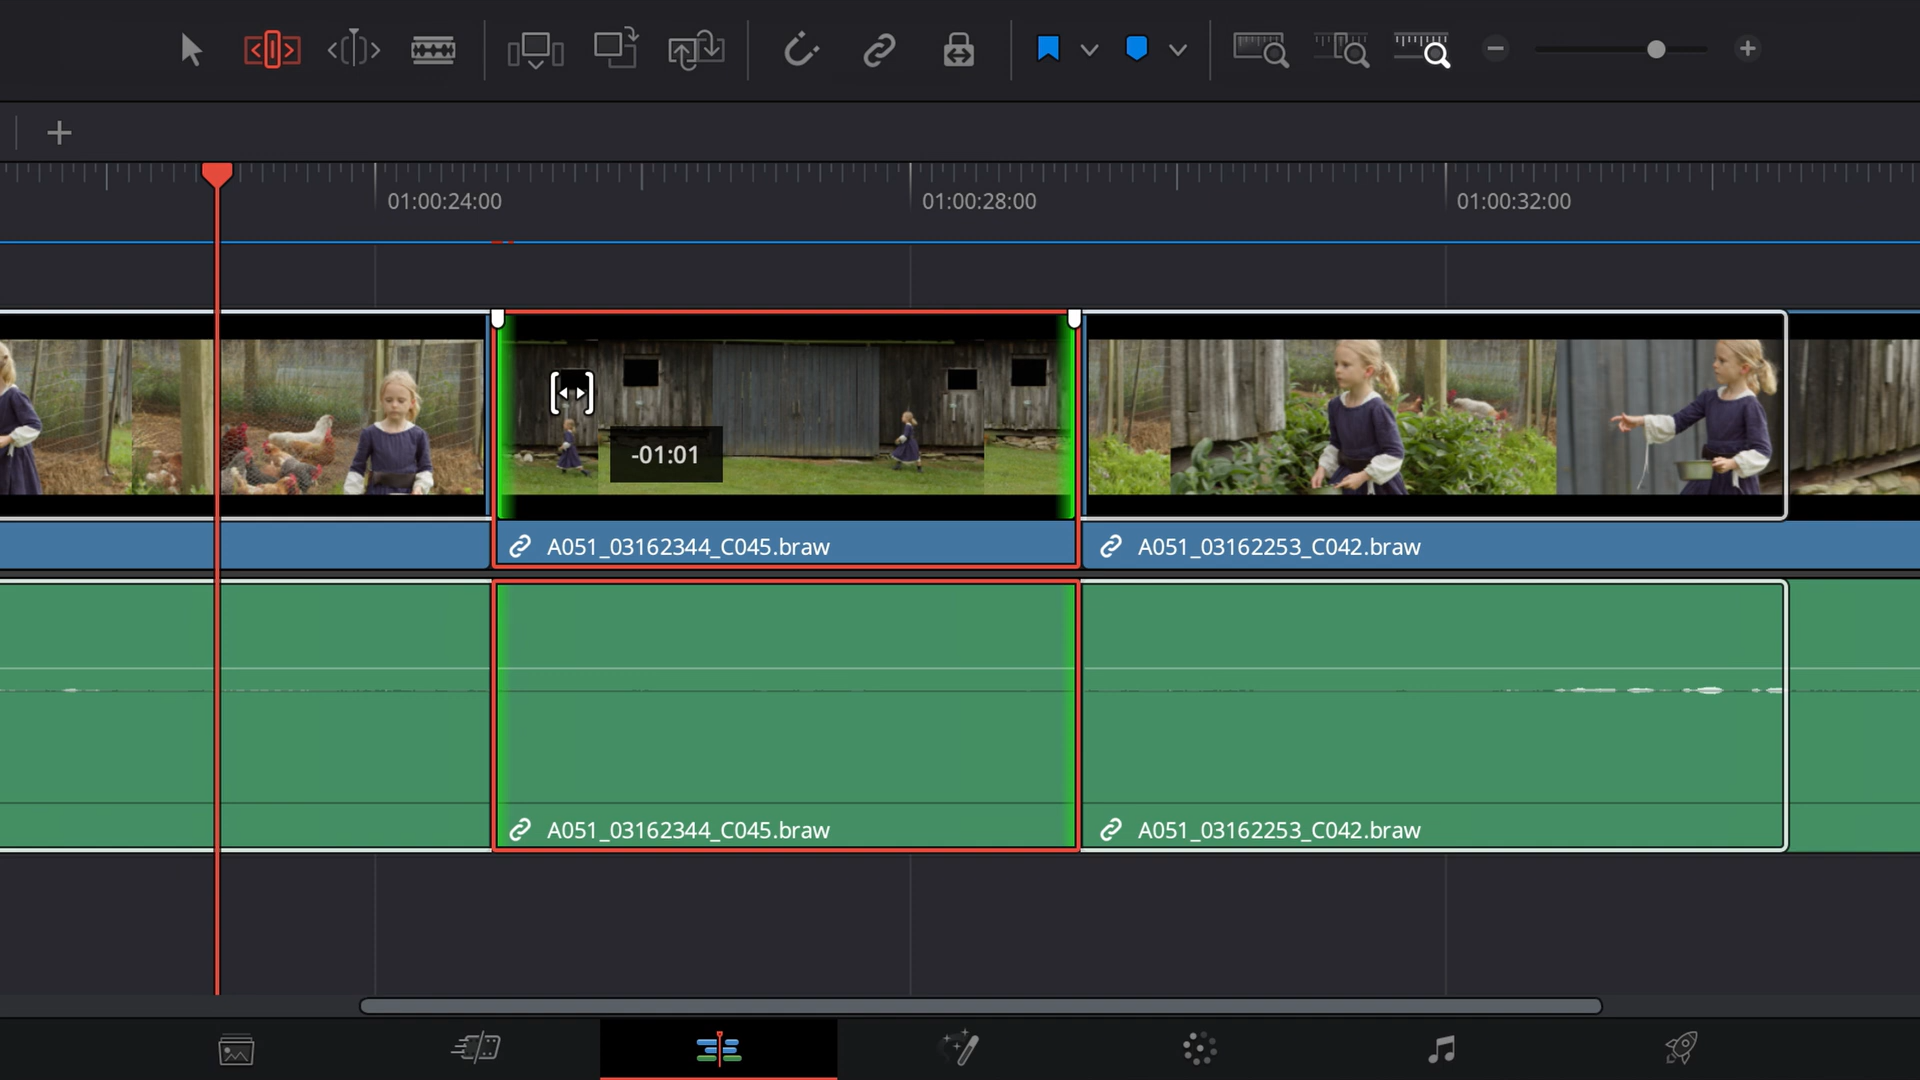 01:00:24:00
01:00:28:00
01:00:32:00
-01:01
A051_03162344_C045.braw
A051_03162253_C042.braw
A051_03162344_C045.braw
A051_03162253_C042.braw